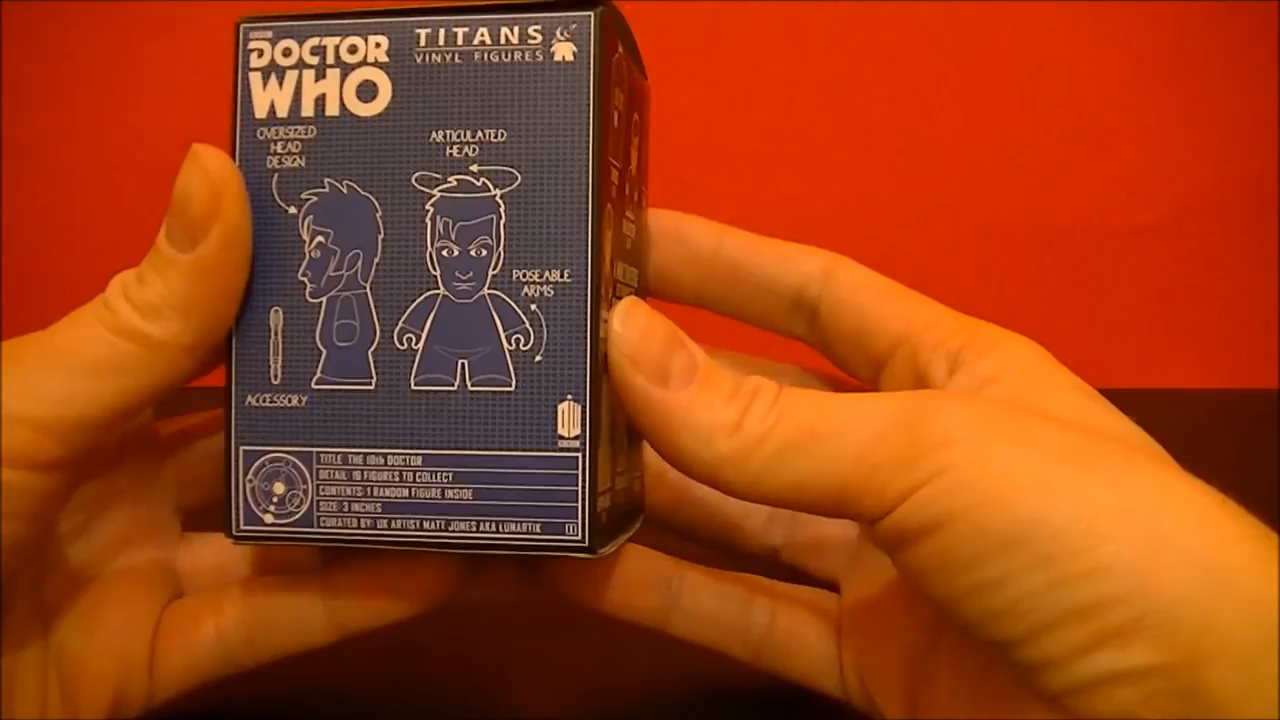 DOCTOR
WHO
TITANS
VINYL FIGURES
OVERSIZED
HEAD
DESIGN
ARTICULATED
HEAD
POSEABLE
ARMS
ACCESSORY
TITLE: THE 10th DOCTOR
DETAIL: 19 FIGURES TO COLLECT
CONTENTS: 1 RANDOM FIGURE INSIDE
SIZE: 3 INCHES
CURATED BY: UK ARTIST MATT JONES AKA LUNARTIK